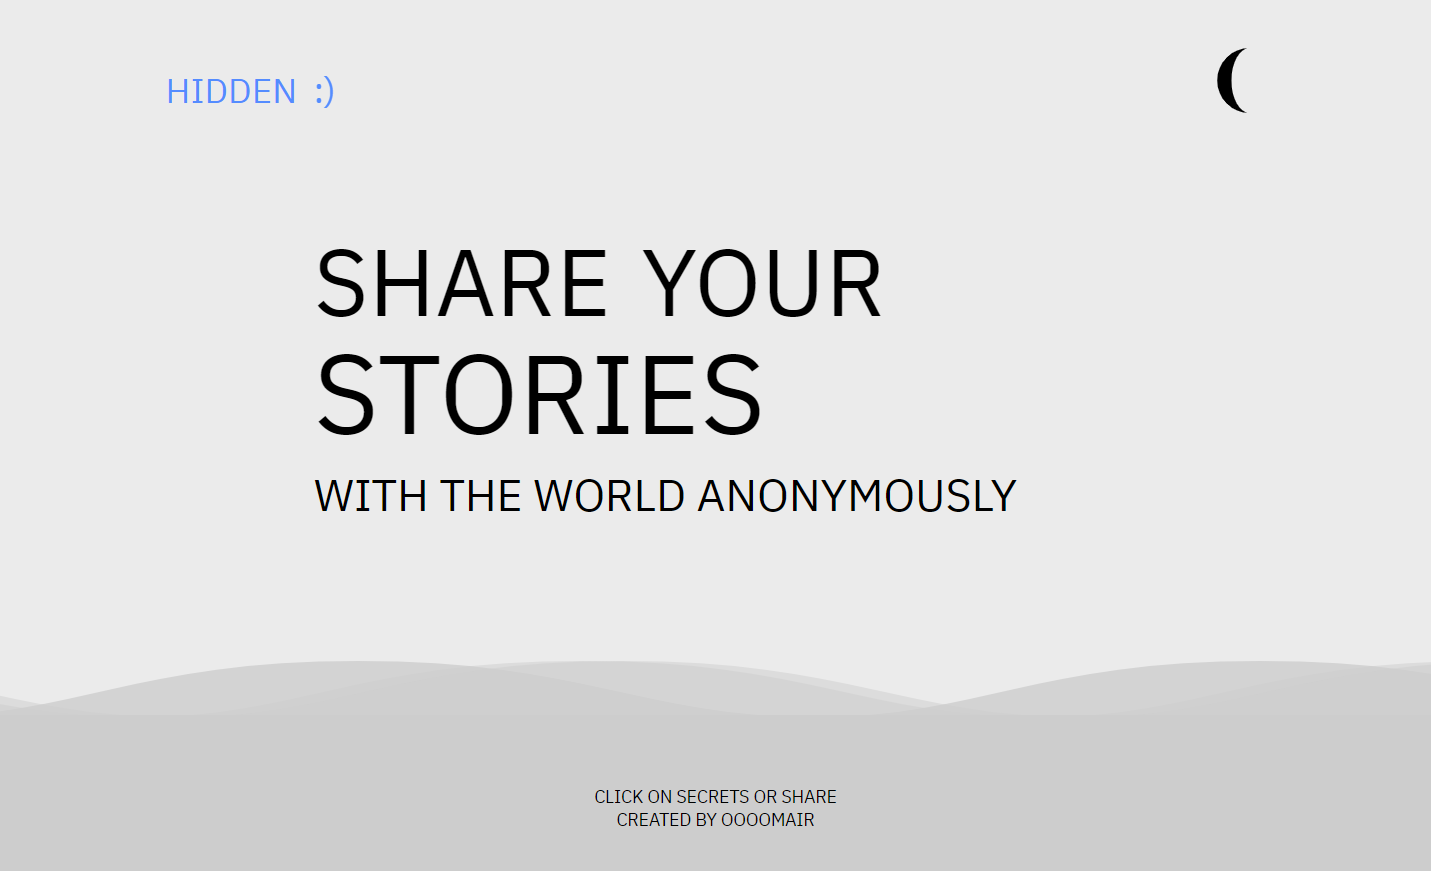 HIDDEN :)
SHARE YOUR
STORIES
WITH THE WORLD ANONYMOUSLY
CLICK ON SECRETS OR SHARE
CREATED BY OOOOMAIR